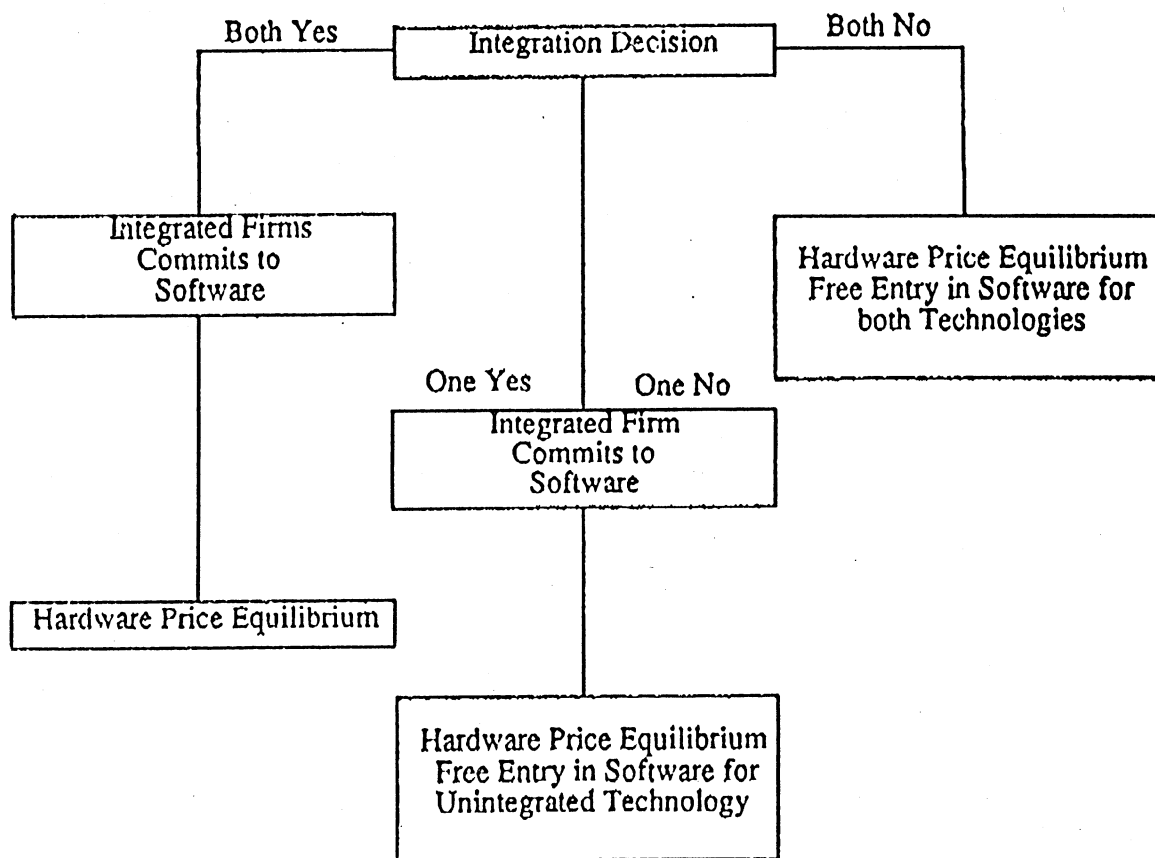 Both Yes
Integration Decision
Both No
Integrated Firms
Commits to
Software
Hardware Price Equilibrium
Free Entry in Software for
both Technologies
One Yes
One No
Integrated Firm
Commits to
Software
Hardware Price Equilibrium
Hardware Price Equilibrium
Free Entry in Software for
Unintegrated Technology